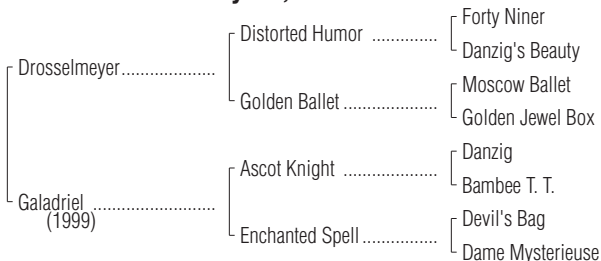 Forty Niner
Distorted Humor ..............
Danzig's Beauty
Drosselmeyer.....................
Moscow Ballet
Golden Ballet .....................
Golden Jewel Box
Danzig
Ascot Knight .....................
Bambee T. T.
Galadriel ...........................
(1999)
Devil's Bag
Enchanted Spell.................
Dame Mysterieuse